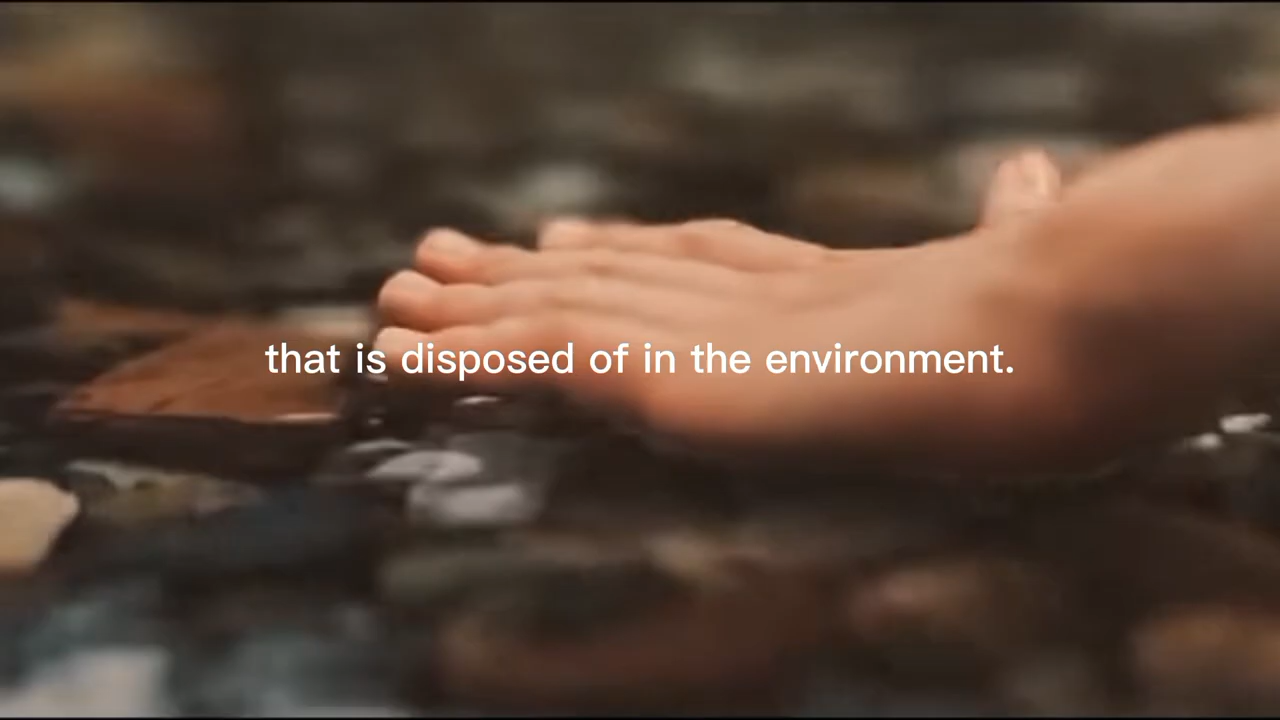 that is disposed of in the environment.